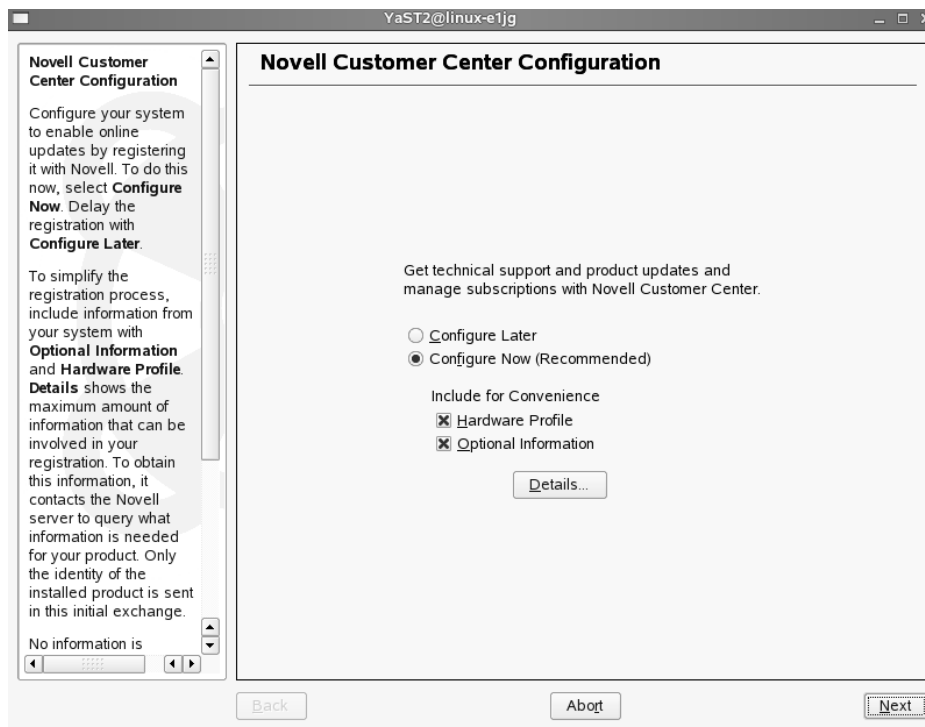 YaST2@linux-e1jg
Novell Customer
Center Configuration
Configure your system
to enable online
updates by registering
it with Novell. To do this
now, select Configure
Now. Delay the
registration with
Configure Later.
To simplify the
registration process,
include information from
your system with
Optional Information
and Hardware Profile.
Details shows the
maximum amount of
information that can be
involved in your
registration. To obtain
this information, it
contacts the Novell
server to query what
information is needed
for your product. Only
the identity of the
installed product is sent
in this initial exchange.
No information is
Novell Customer Center Configuration
Get technical support and product updates and
manage subscriptions with Novell Customer Center.
Configure Later
Configure Now (Recommended)
Include for Convenience
Hardware Profile
Optional Information
Details...
Back
Abort
Next